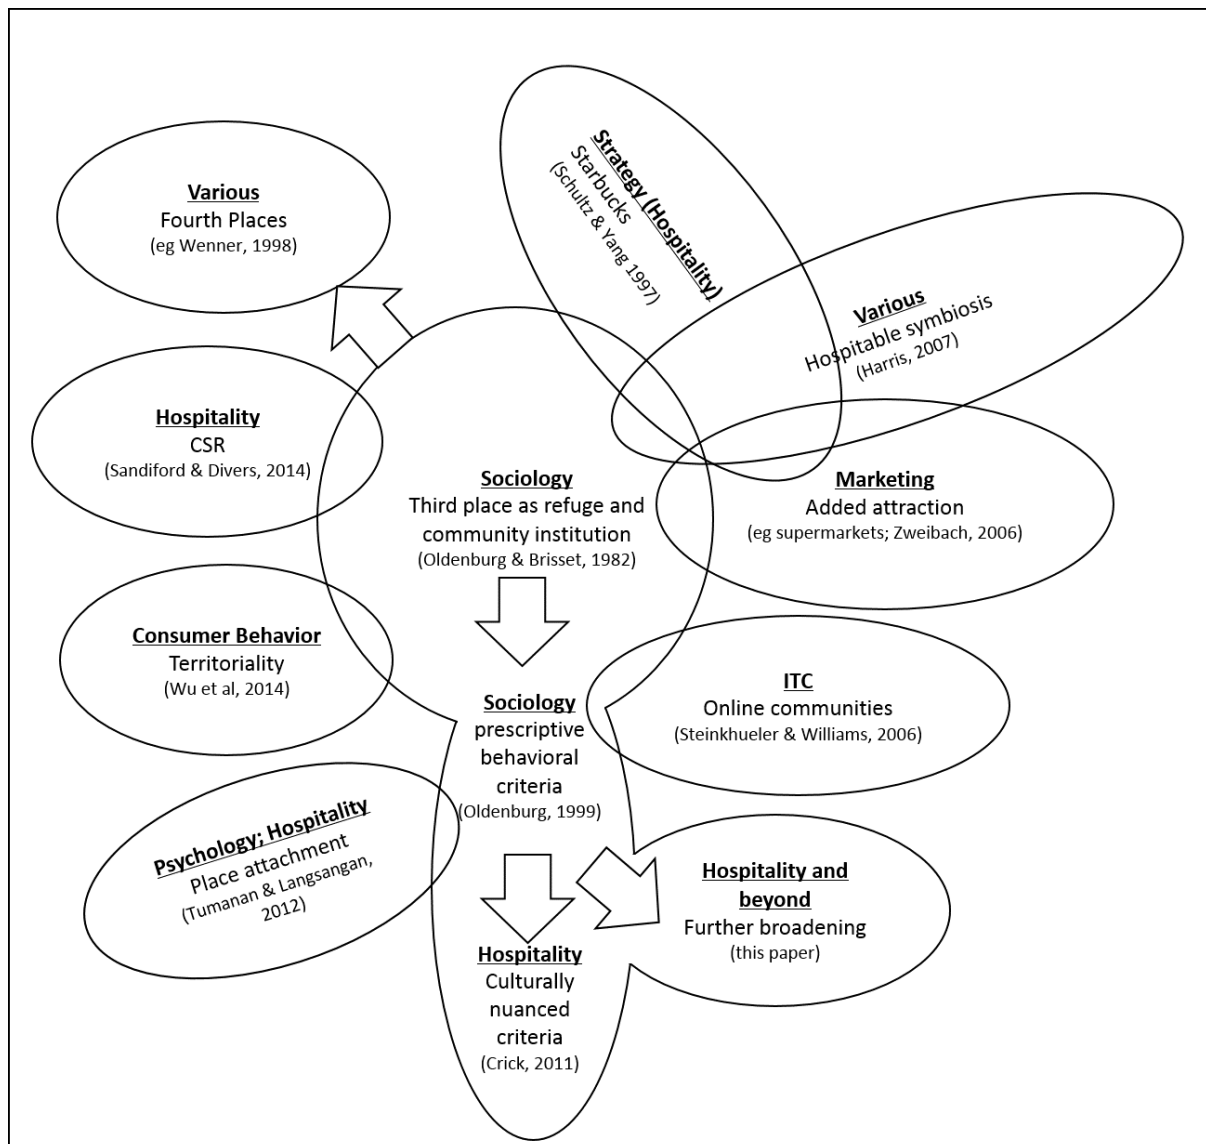 Various
Fourth Places
(eg Wenner, 1998)
Strategy (Hospitality)
Starbucks
(Schultz & Yang 1997)
Various
Hospitable symbiosis
(Harris, 2007)
Hospitality
CSR
(Sandiford & Divers, 2014)
Sociology
Third place as refuge and
community institution
(Oldenburg & Brisset, 1982)
Marketing
Added attraction
(eg supermarkets; Zweibach, 2006)
Consumer Behavior
Territoriality
(Wu et al, 2014)
Sociology
prescriptive
behavioral
criteria
(Oldenburg, 1999)
ITC
Online communities
(Steinkhueler & Williams, 2006)
Psychology; Hospitality
Place attachment
(Tumanan & Langsangan,
2012)
Hospitality and
beyond
Further broadening
(this paper)
Hospitality
Culturally
nuanced
criteria
(Crick, 2011)